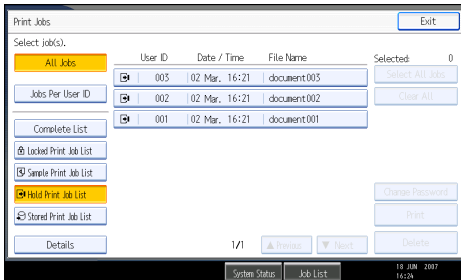 Print Jobs
Exit
Select job(s).
All Jobs
User ID Date / Time File Name
Selected: 0
003 02 Mar. 16:21 document003
Select All Jobs
Jobs Per User ID
002 02 Mar. 16:21 document002
Clear All
001 02 Mar. 16:21 document001
Complete List
Locked Print Job List
Sample Print Job List
Hold Print Job List
Change Password
Stored Print Job List
Print
Details
1/1
▲ Previous
▼ Next
Delete
System Status
Job List
18 JUN 2007
16:24